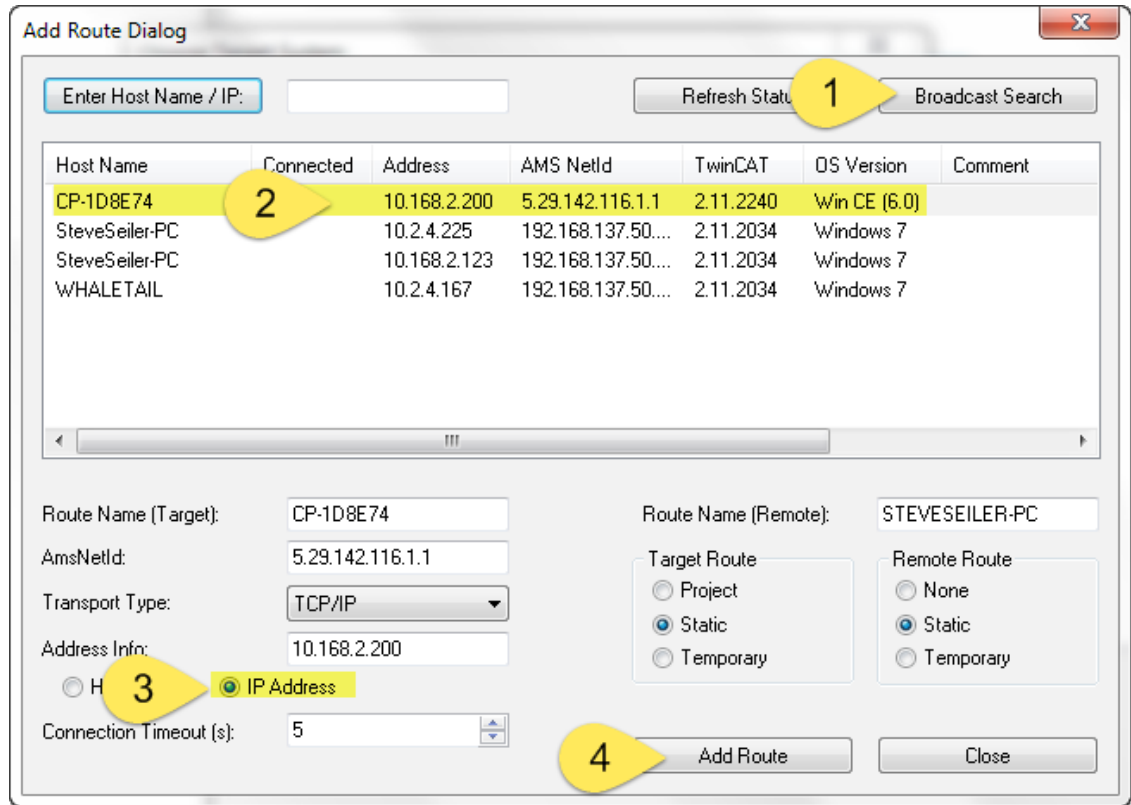 Add Route Dialog
Enter Host Name / IP:
Refresh
1
Broadcast Search
Host Name Connected Address AMS NetId TwinCAT OS Version Comment
CP-1D8E74 2 10.168.2.200 5.29.142.116.1.1 2.11.2240 Win CE (6.0)
SteveSeiler-PC 10.2.4.225 192.168.137.50.... 2.11.2034 Windows 7
SteveSeiler-PC 10.168.2.123 192.168.137.50.... 2.11.2034 Windows 7
WHALETAIL 10.2.4.167 192.168.137.50.... 2.11.2034 Windows 7
Route Name (Target): CP-1D8E74 Route Name (Remote): STEVESEILER-PC
AmsNetId: 5.29.142.116.1.1 Target Route Remote Route
Project None
Transport Type: TCP/IP
Static Static
Address Info: 10.168.2.200
Temporary Temporary
3 IP Address
Connection Timeout (s): 5
4 Add Route Close